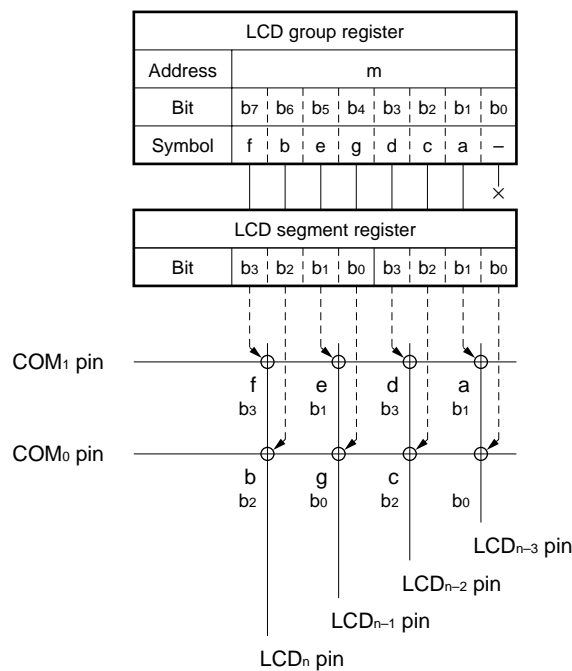 LCD group register
Address m
Bit b7 b6 b5 b4 b3 b2 b1 b0
Symbol f b e g d c a –
×
LCD segment register
Bit b3 b2 b1 b0 b3 b2 b1 b0
COM1 pin
f e d a
b3 b1 b3 b1
COM0 pin
b g c
b2 b0 b2 b0
LCDn–3 pin
LCDn–2 pin
LCDn–1 pin
LCDn pin